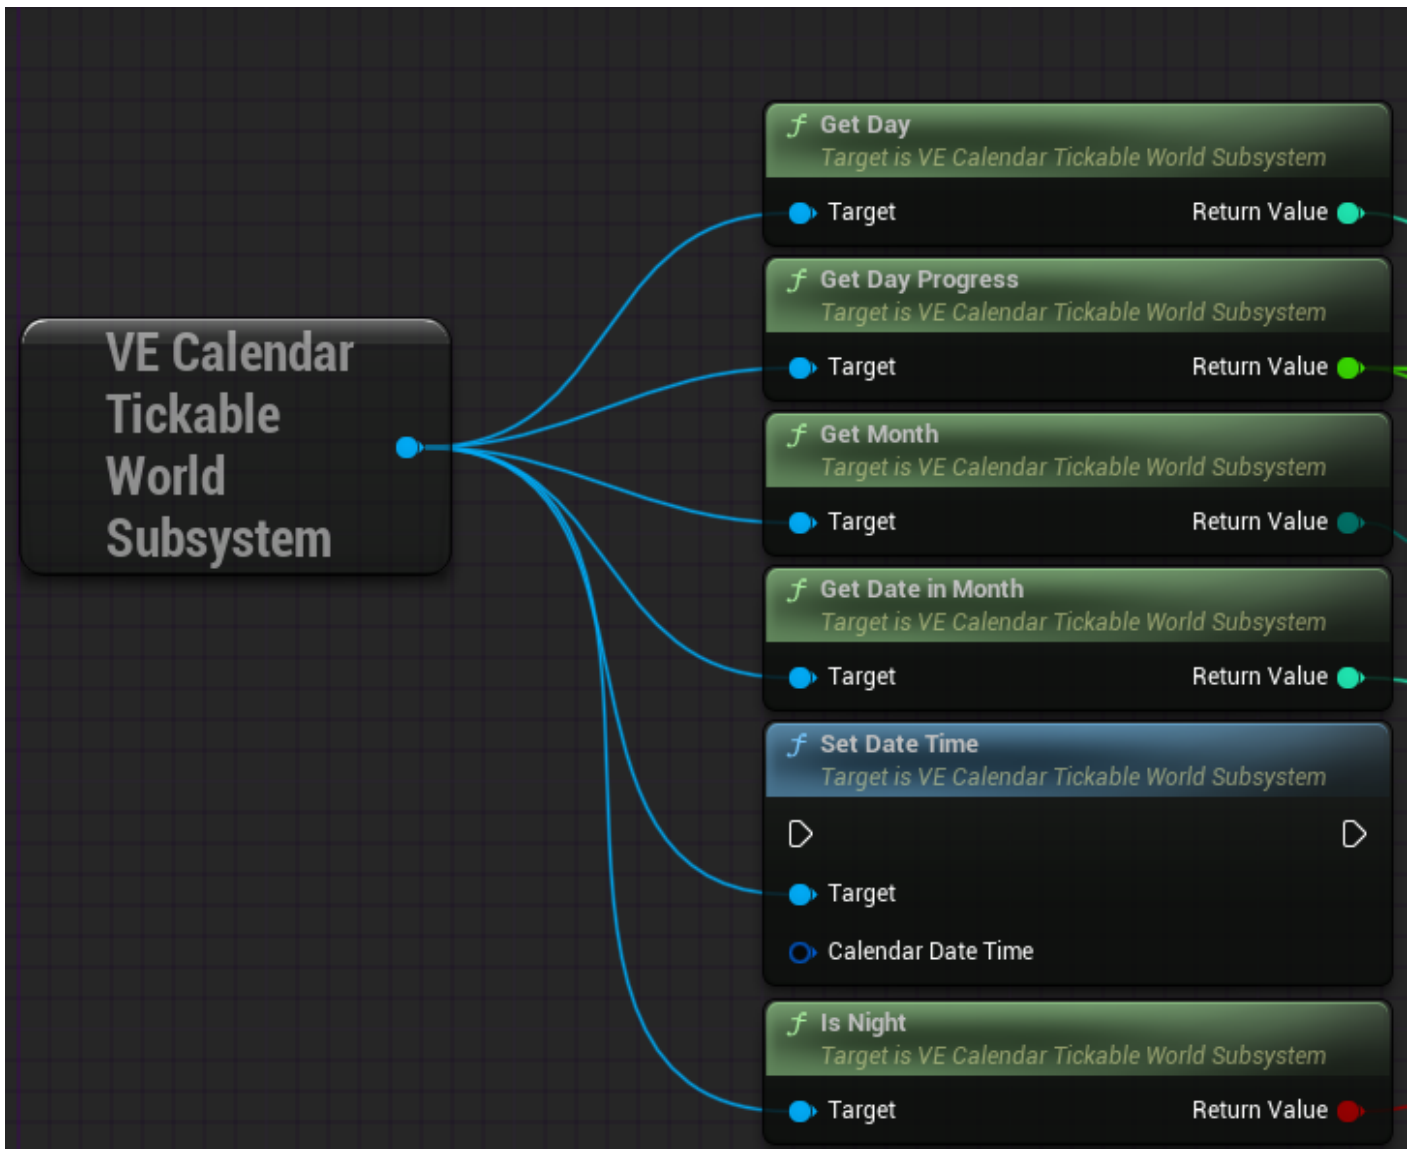 VE Calendar
Tickable
World
Subsystem
Get Day
Target is VE Calendar Tickable World Subsystem
Target Return Value
Get Day Progress
Target is VE Calendar Tickable World Subsystem
Target Return Value
Get Month
Target is VE Calendar Tickable World Subsystem
Target Return Value
Get Date in Month
Target is VE Calendar Tickable World Subsystem
Target Return Value
Set Date Time
Target is VE Calendar Tickable World Subsystem
Target
Calendar Date Time
Is Night
Target is VE Calendar Tickable World Subsystem
Target Return Value